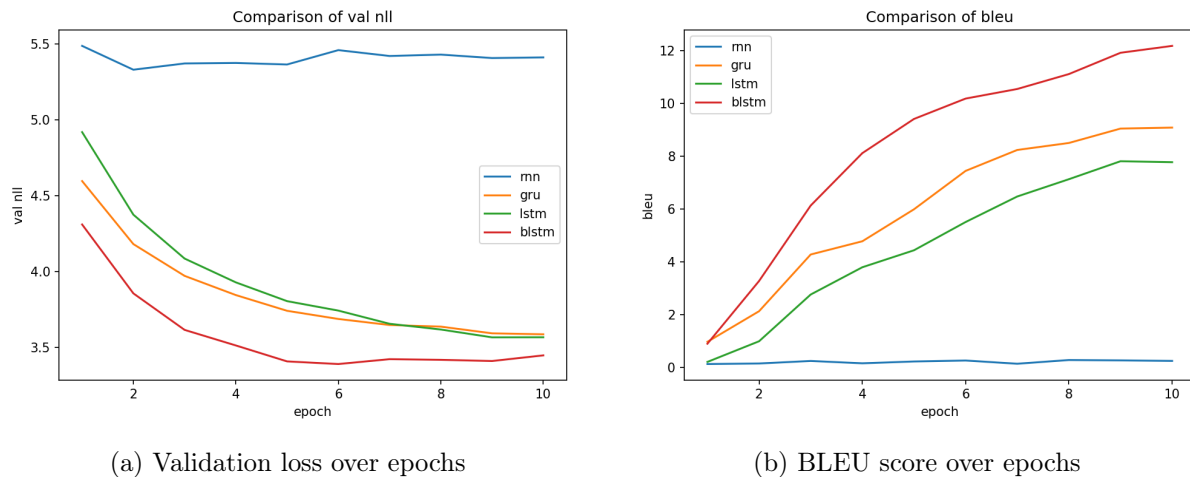 Comparison of val nll
5.5
5.0
4.5
4.0
3.5
val nll
2
4
6
8
10
epoch
rnn
gru
lstm
blstm
(a) Validation loss over epochs
Comparison of bleu
12
10
8
6
4
2
0
bleu
2
4
6
8
10
epoch
rnn
gru
lstm
blstm
(b) BLEU score over epochs